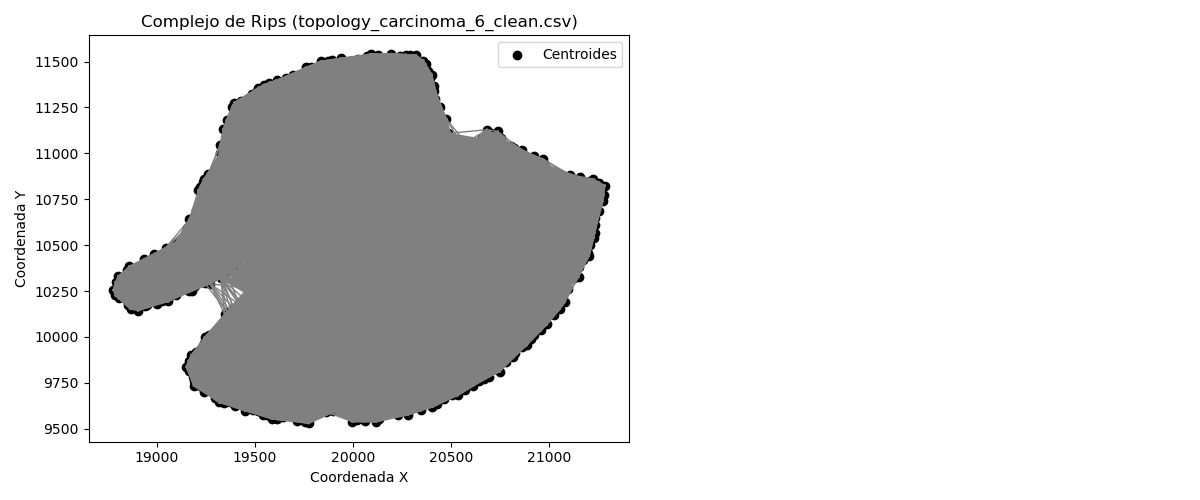 Complejo de Rips (topology_carcinoma_6_clean.csv)
Centroides
11500
11250
11000
10750
10500
10250
10000
9750
9500
Coordenada Y
19000 19500 20000 20500 21000
Coordenada X